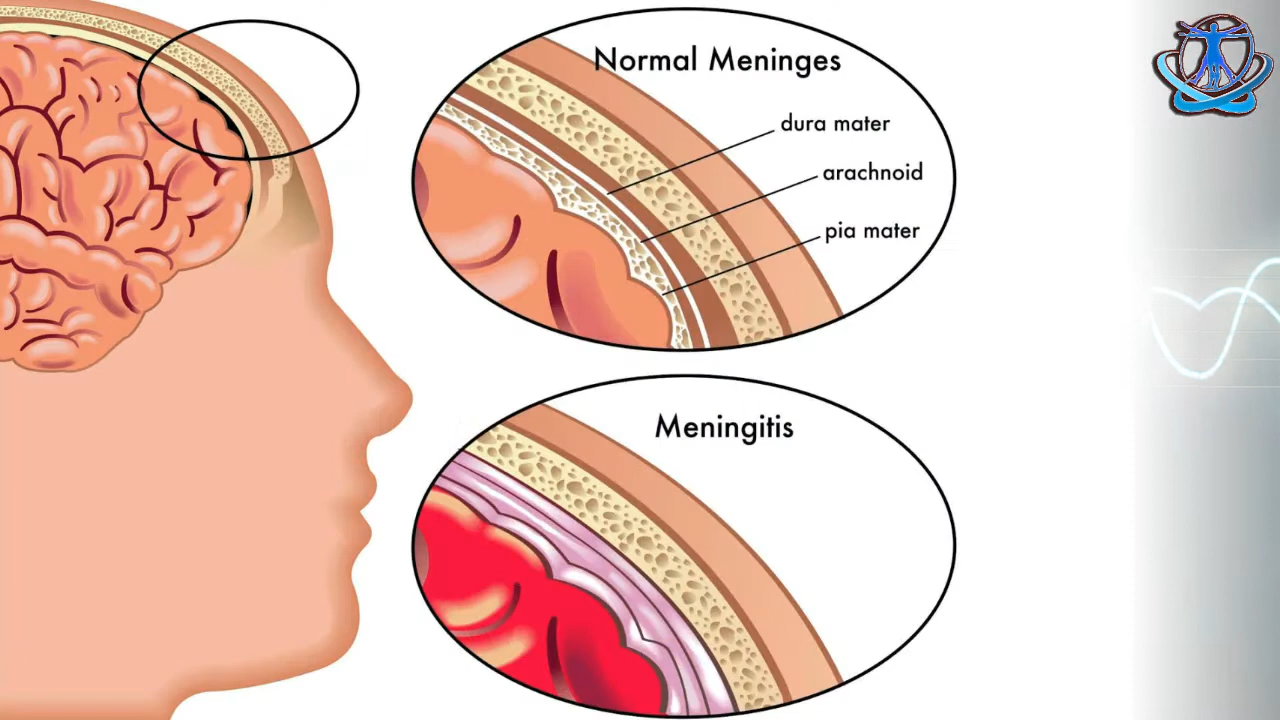 Normal Meninges
dura mater
arachnoid
pia mater
Meningitis